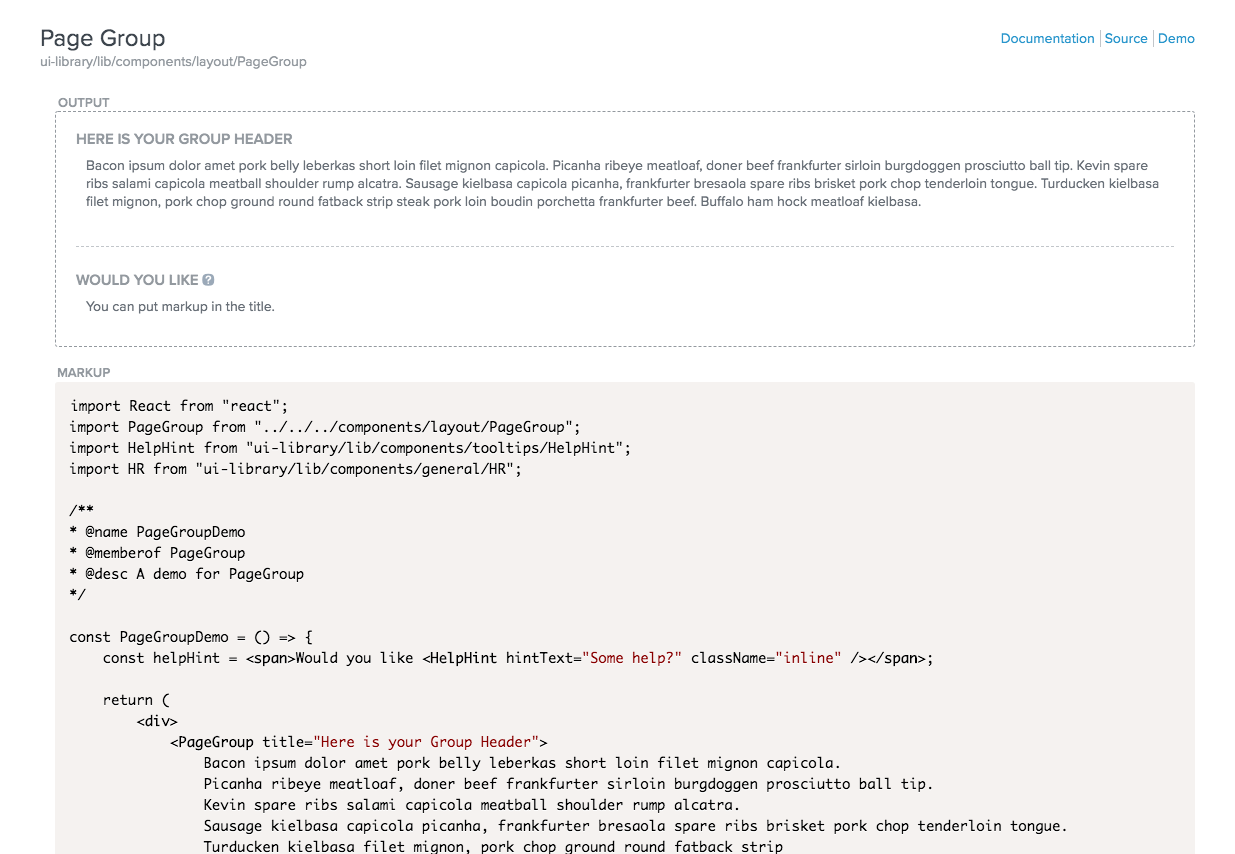 Page Group
Documentation Source Demo
ui-library/lib/components/layout/PageGroup
OUTPUT
HERE IS YOUR GROUP HEADER
Bacon ipsum dolor amet pork belly leberkas short loin filet mignon capicola. Picanha ribeye meatloaf, doner beef frankfurter sirloin burgdoggen prosciutto ball tip. Kevin spare
ribs salami capicola meatball shoulder rump alcatra. Sausage kielbasa capicola picanha, frankfurter bresaola spare ribs brisket pork chop tenderloin tongue. Turducken kielbasa
filet mignon, pork chop ground round fatback strip steak pork loin boudin porchetta frankfurter beef. Buffalo ham hock meatloaf kielbasa.
WOULD YOU LIKE ?
You can put markup in the title.
MARKUP
import React from "react";
import PageGroup from "../../../components/layout/PageGroup";
import HelpHint from "ui-library/lib/components/tooltips/HelpHint";
import HR from "ui-library/lib/components/general/HR";
/**
* @name PageGroupDemo
* @memberof PageGroup
* @desc A demo for PageGroup
*/
const PageGroupDemo = () => {
const helpHint = <span>Would you like <HelpHint hintText="Some help?" className="inline" /></span>;
return (
<div>
<PageGroup title="Here is your Group Header">
Bacon ipsum dolor amet pork belly leberkas short loin filet mignon capicola.
Picanha ribeye meatloaf, doner beef frankfurter sirloin burgdoggen prosciutto ball tip.
Kevin spare ribs salami capicola meatball shoulder rump alcatra.
Sausage kielbasa capicola picanha, frankfurter bresaola spare ribs brisket pork chop tenderloin tongue.
Turducken kielbasa filet mignon, pork chop ground round fatback strip